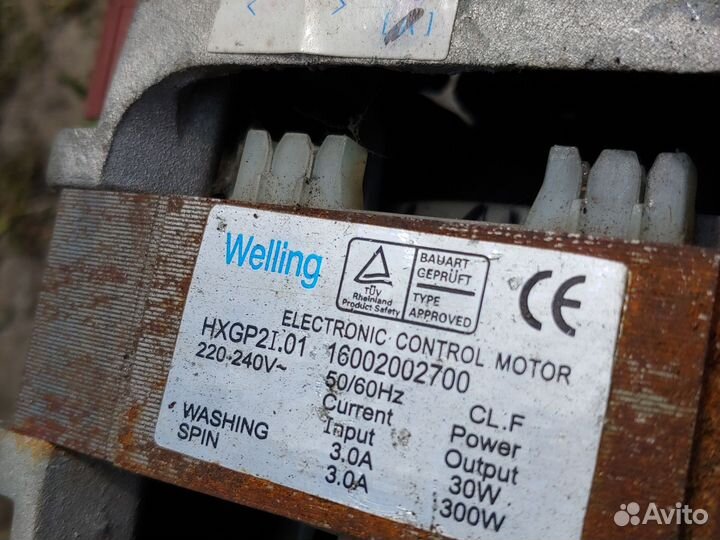 Welling
TÜV
Rheinland
Product Safety
BAUART
GEPRÜFT
TYPE
APPROVED
CE
ELECTRONIC CONTROL MOTOR
HXGP2I.01 16002002700
220-240V~ 50/60Hz CL.F
Current Power
Input Output
WASHING 3.0A 30W
SPIN 3.0A 300W
Avito